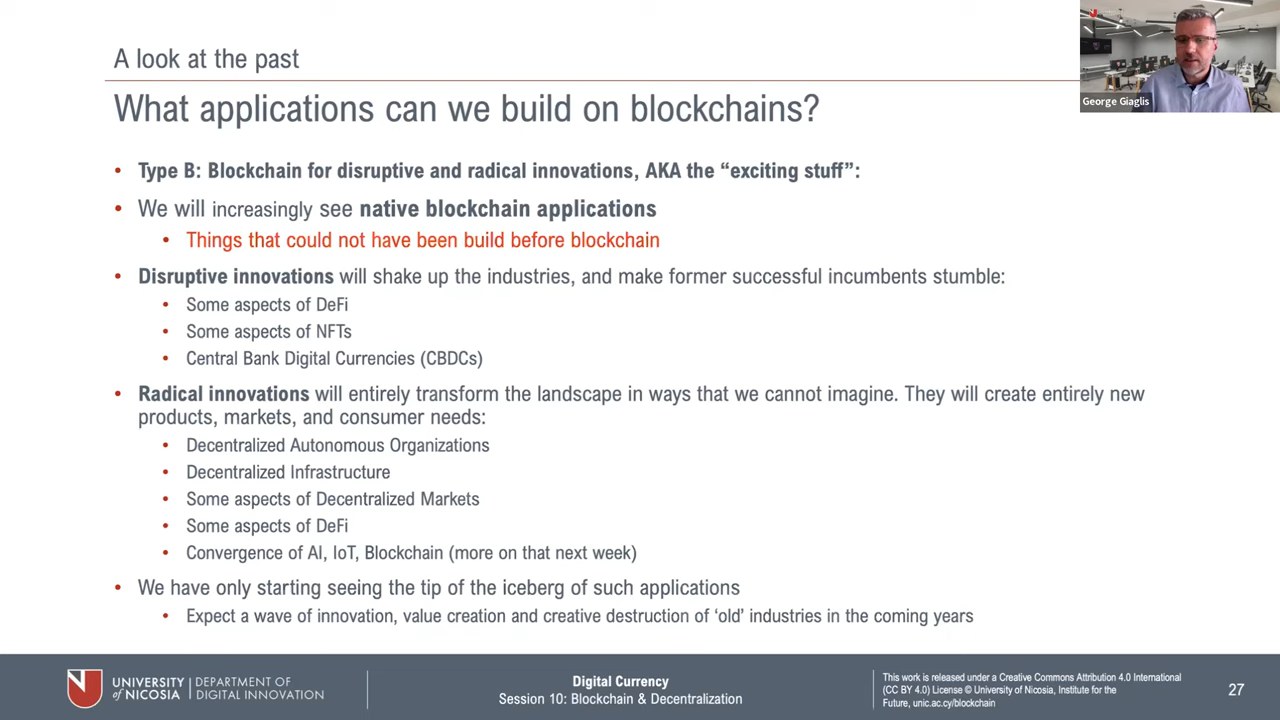 A look at the past
What applications can we build on blockchains?
George Giaglis
• Type B: Blockchain for disruptive and radical innovations, AKA the “exciting stuff”:
• We will increasingly see native blockchain applications
• Things that could not have been build before blockchain
• Disruptive innovations will shake up the industries, and make former successful incumbents stumble:
• Some aspects of DeFi
• Some aspects of NFTs
• Central Bank Digital Currencies (CBDCs)
• Radical innovations will entirely transform the landscape in ways that we cannot imagine. They will create entirely new
products, markets, and consumer needs:
• Decentralized Autonomous Organizations
• Decentralized Infrastructure
• Some aspects of Decentralized Markets
• Some aspects of DeFi
• Convergence of AI, IoT, Blockchain (more on that next week)
• We have only starting seeing the tip of the iceberg of such applications
• Expect a wave of innovation, value creation and creative destruction of ‘old’ industries in the coming years
UNIVERSITY
of NICOSIA
DEPARTMENT OF
DIGITAL INNOVATION
Digital Currency
Session 10: Blockchain & Decentralization
This work is released under a Creative Commons Attribution 4.0 International
(CC BY 4.0) License © University of Nicosia, Institute for the
Future, unic.ac.cy/blockchain
27